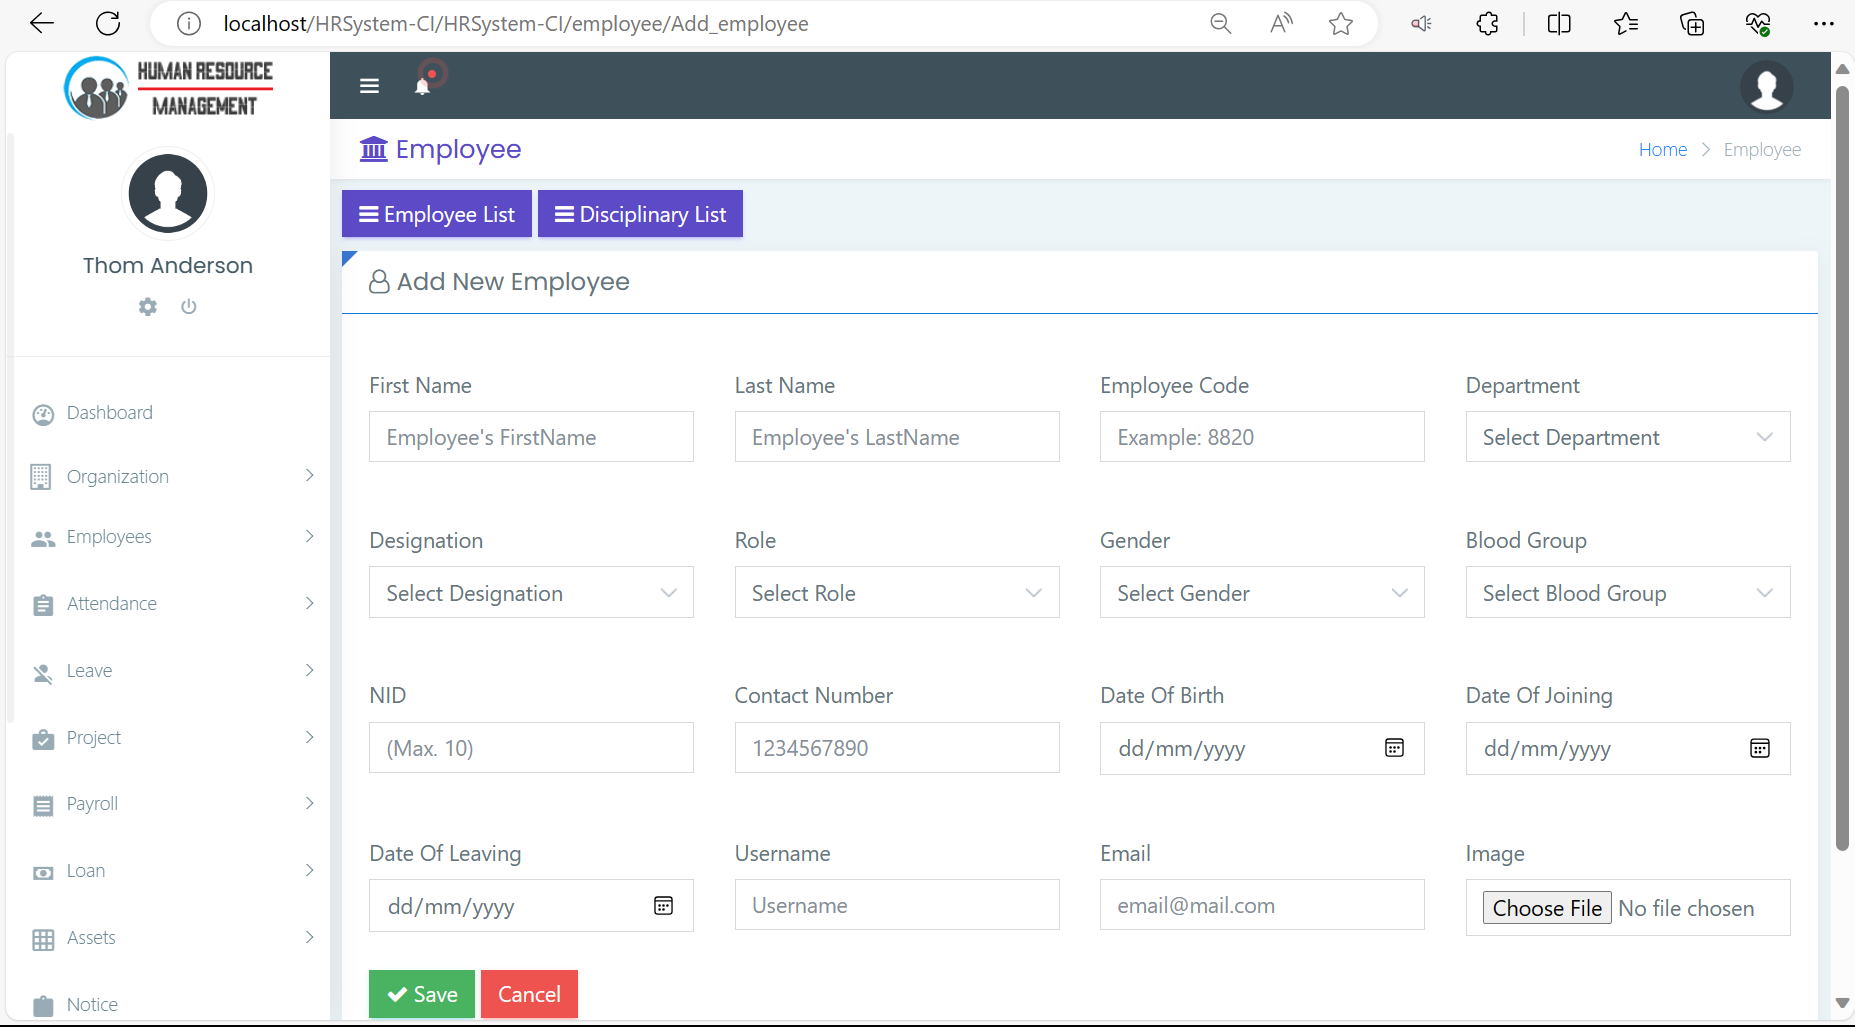 localhost/HRSystem-CI/HRSystem-CI/employee/Add_employee
HUMAN RESOURCE
MANAGEMENT
Thom Anderson
Dashboard
Organization
Employees
Attendance
Leave
Project
Payroll
Loan
Assets
Notice
Employee
Home > Employee
Employee List
Disciplinary List
Add New Employee
First Name
Last Name
Employee Code
Department
Employee's FirstName
Employee's LastName
Example: 8820
Select Department
Designation
Role
Gender
Blood Group
Select Designation
Select Role
Select Gender
Select Blood Group
NID
Contact Number
Date Of Birth
Date Of Joining
(Max. 10)
1234567890
dd/mm/yyyy
dd/mm/yyyy
Date Of Leaving
Username
Email
Image
dd/mm/yyyy
Username
email@mail.com
Choose File No file chosen
Save
Cancel